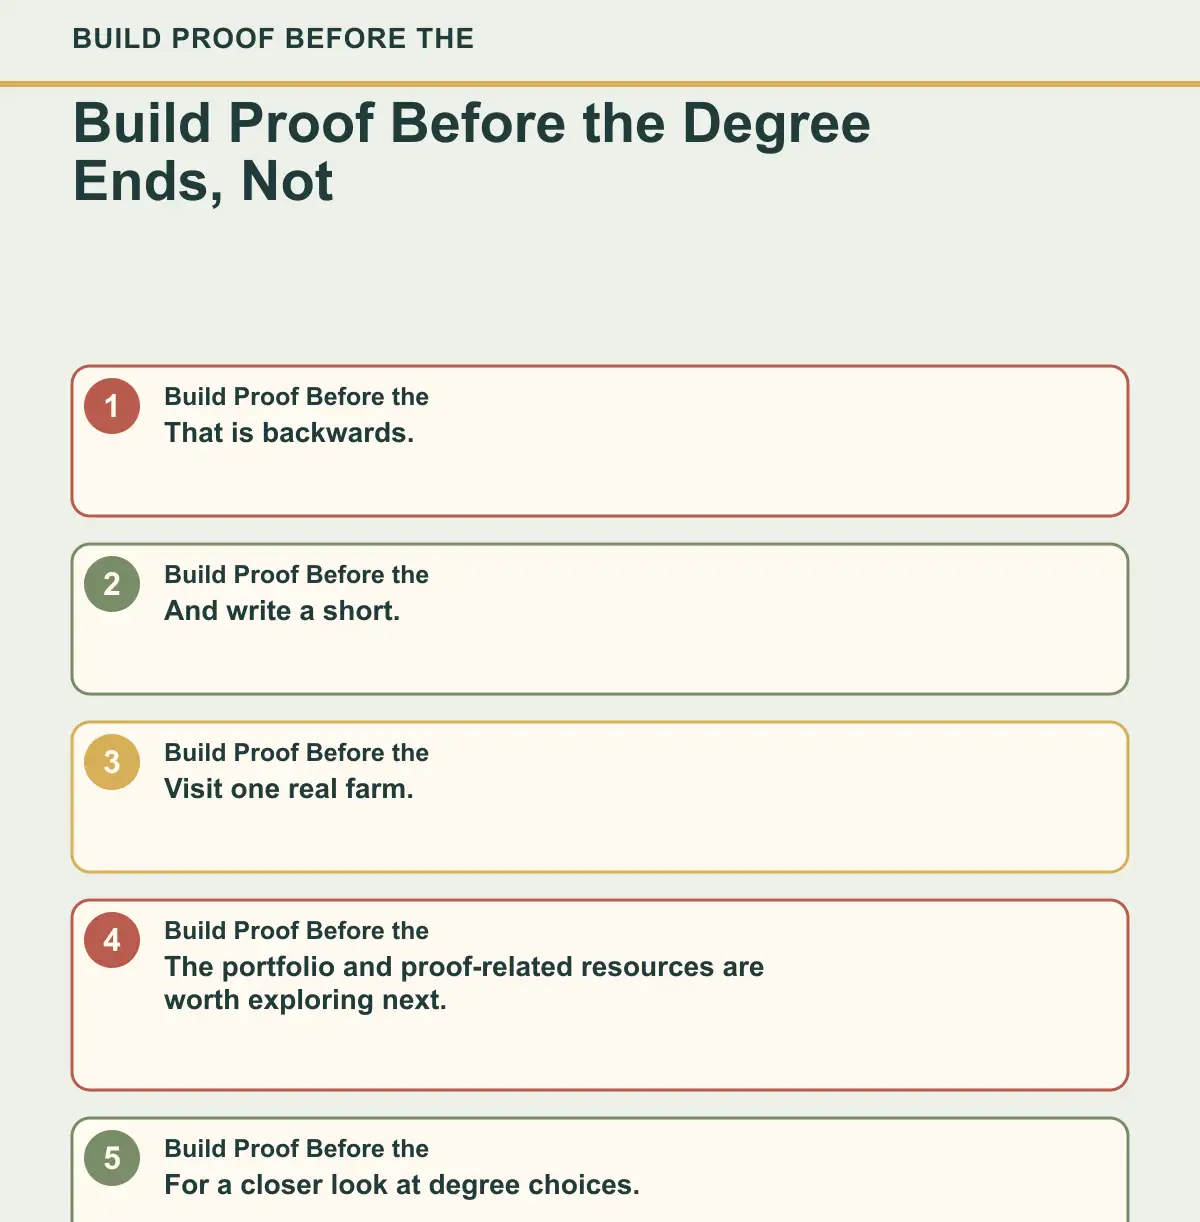 BUILD PROOF BEFORE THE
Build Proof Before the Degree
Ends, Not
1
Build Proof Before the
That is backwards.
2
Build Proof Before the
And write a short.
3
Build Proof Before the
Visit one real farm.
4
Build Proof Before the
The portfolio and proof-related resources are
worth exploring next.
5
Build Proof Before the
For a closer look at degree choices.